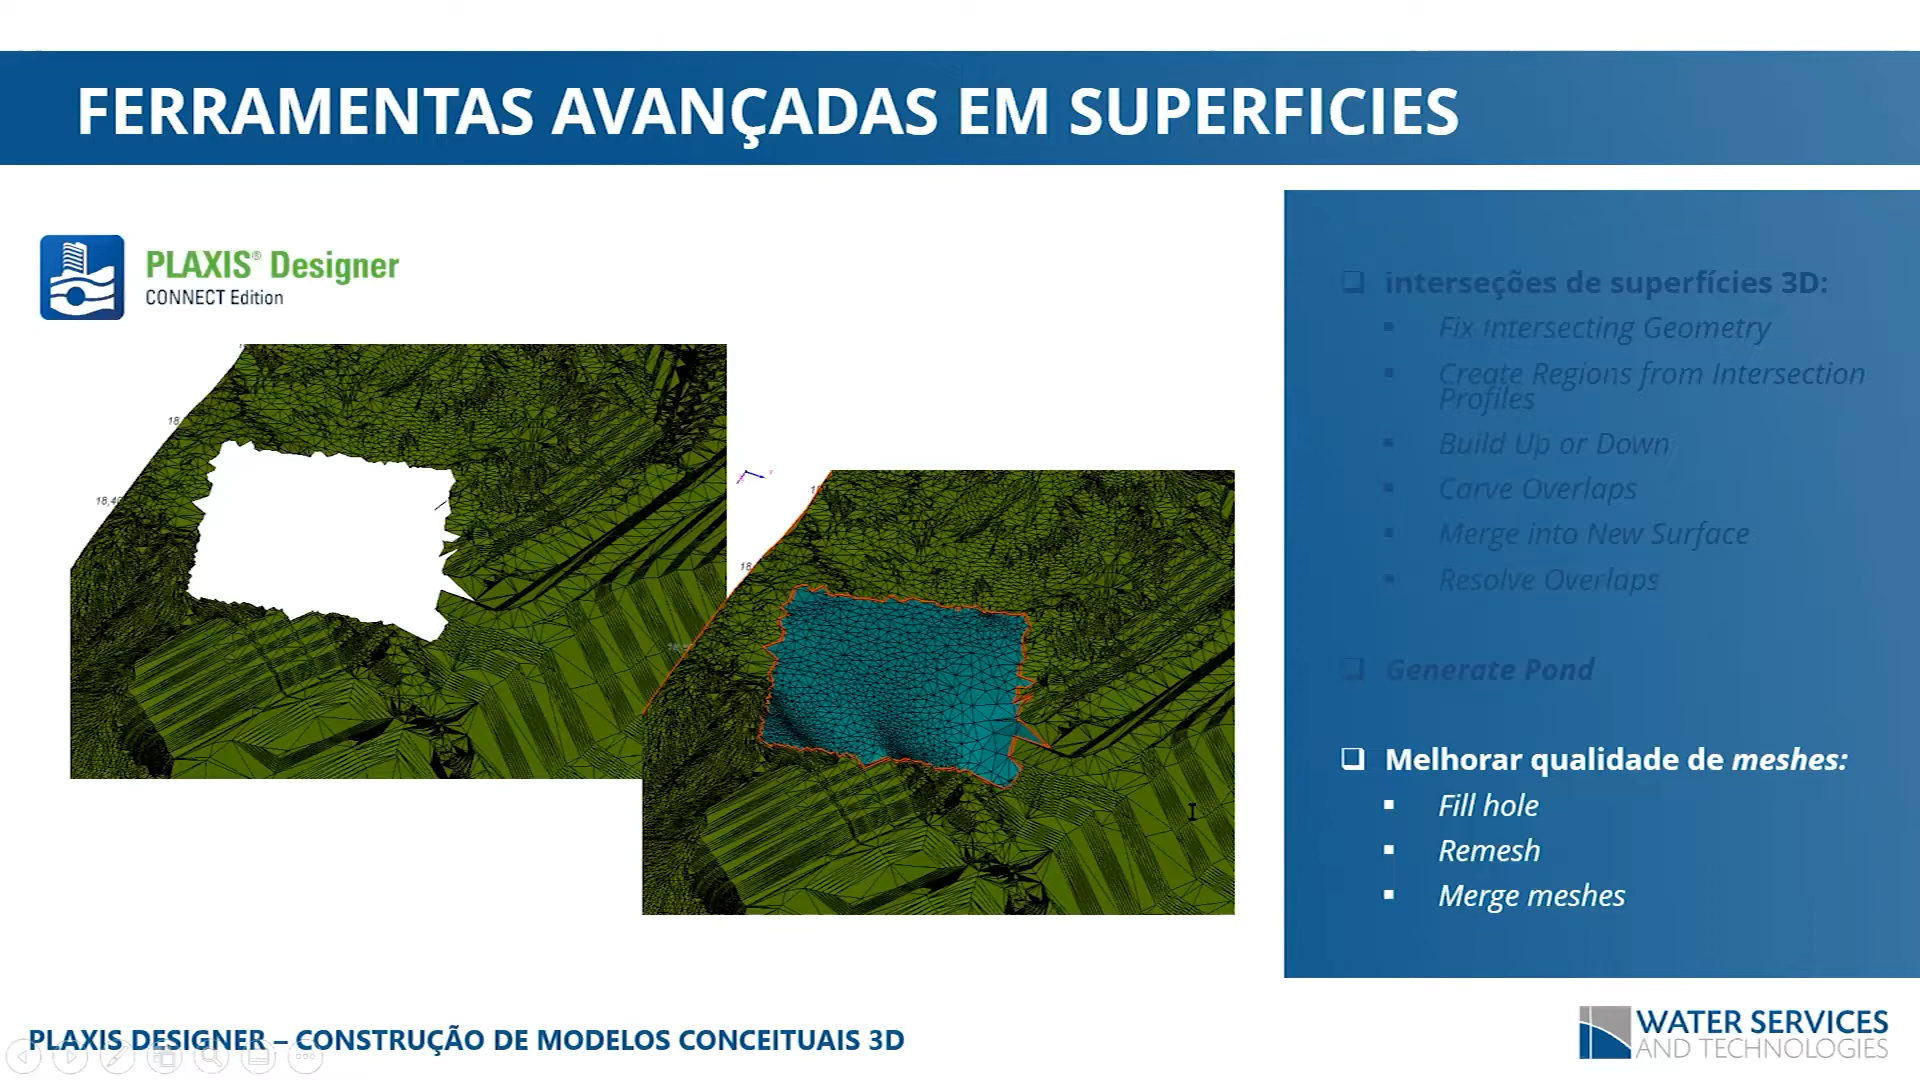 FERRAMENTAS AVANÇADAS EM SUPERFICIES
PLAXIS® Designer
CONNECT Edition
interseções de superfícies 3D:
Fix Intersecting Geometry
Create Regions from Intersection
Profiles
Build Up or Down
Carve Overlaps
Merge into New Surface
Resolve Overlaps
Generate Pond
Melhorar qualidade de meshes:
Fill hole
Remesh
Merge meshes
PLAXIS DESIGNER – CONSTRUÇÃO DE MODELOS CONCEITUAIS 3D
WATER SERVICES
AND TECHNOLOGIES